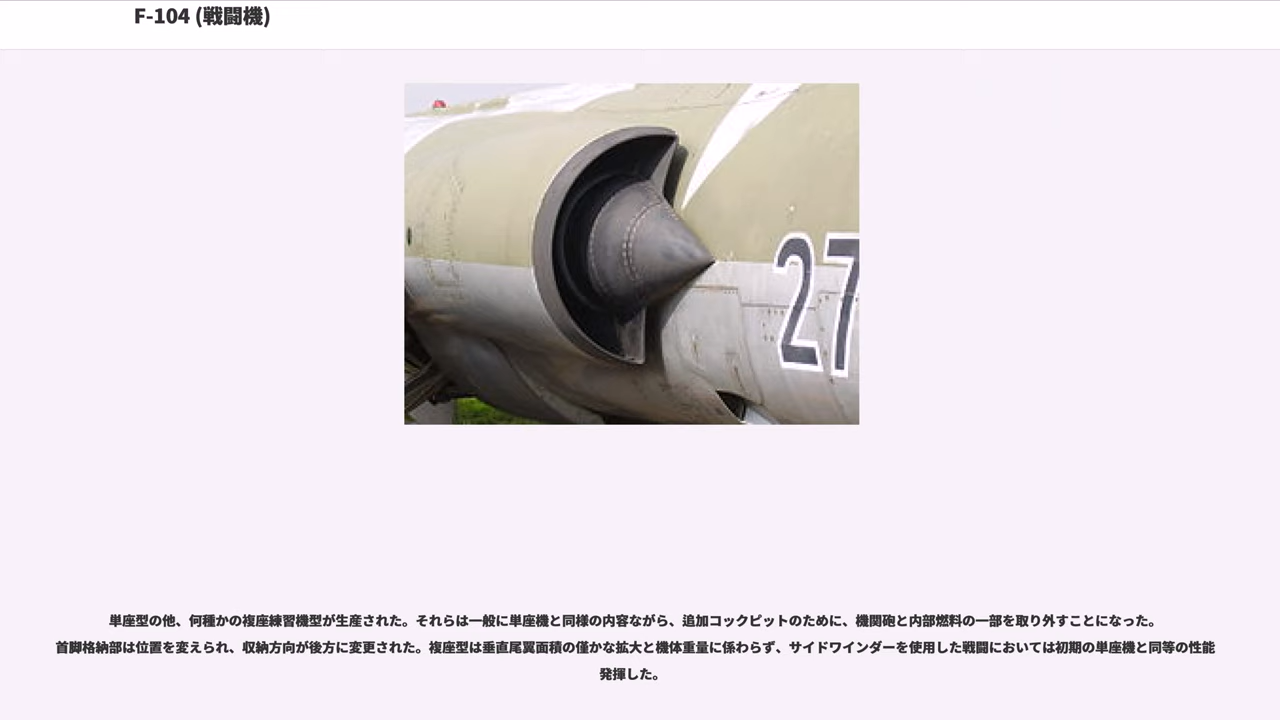 F-104 (戦闘機)
27
単座型の他、何種かの複座練習機型が生産された。それらは一般に単座機と同様の内容ながら、追加コックピットのために、機関砲と内部燃料の一部を取り外すことになった。
首脚格納部は位置を変えられ、収納方向が後方に変更された。複座型は垂直尾翼面積の僅かな拡大と機体重量に係わらず、サイドワインダーを使用した戦闘においては初期の単座機と同等の性能
発揮した。